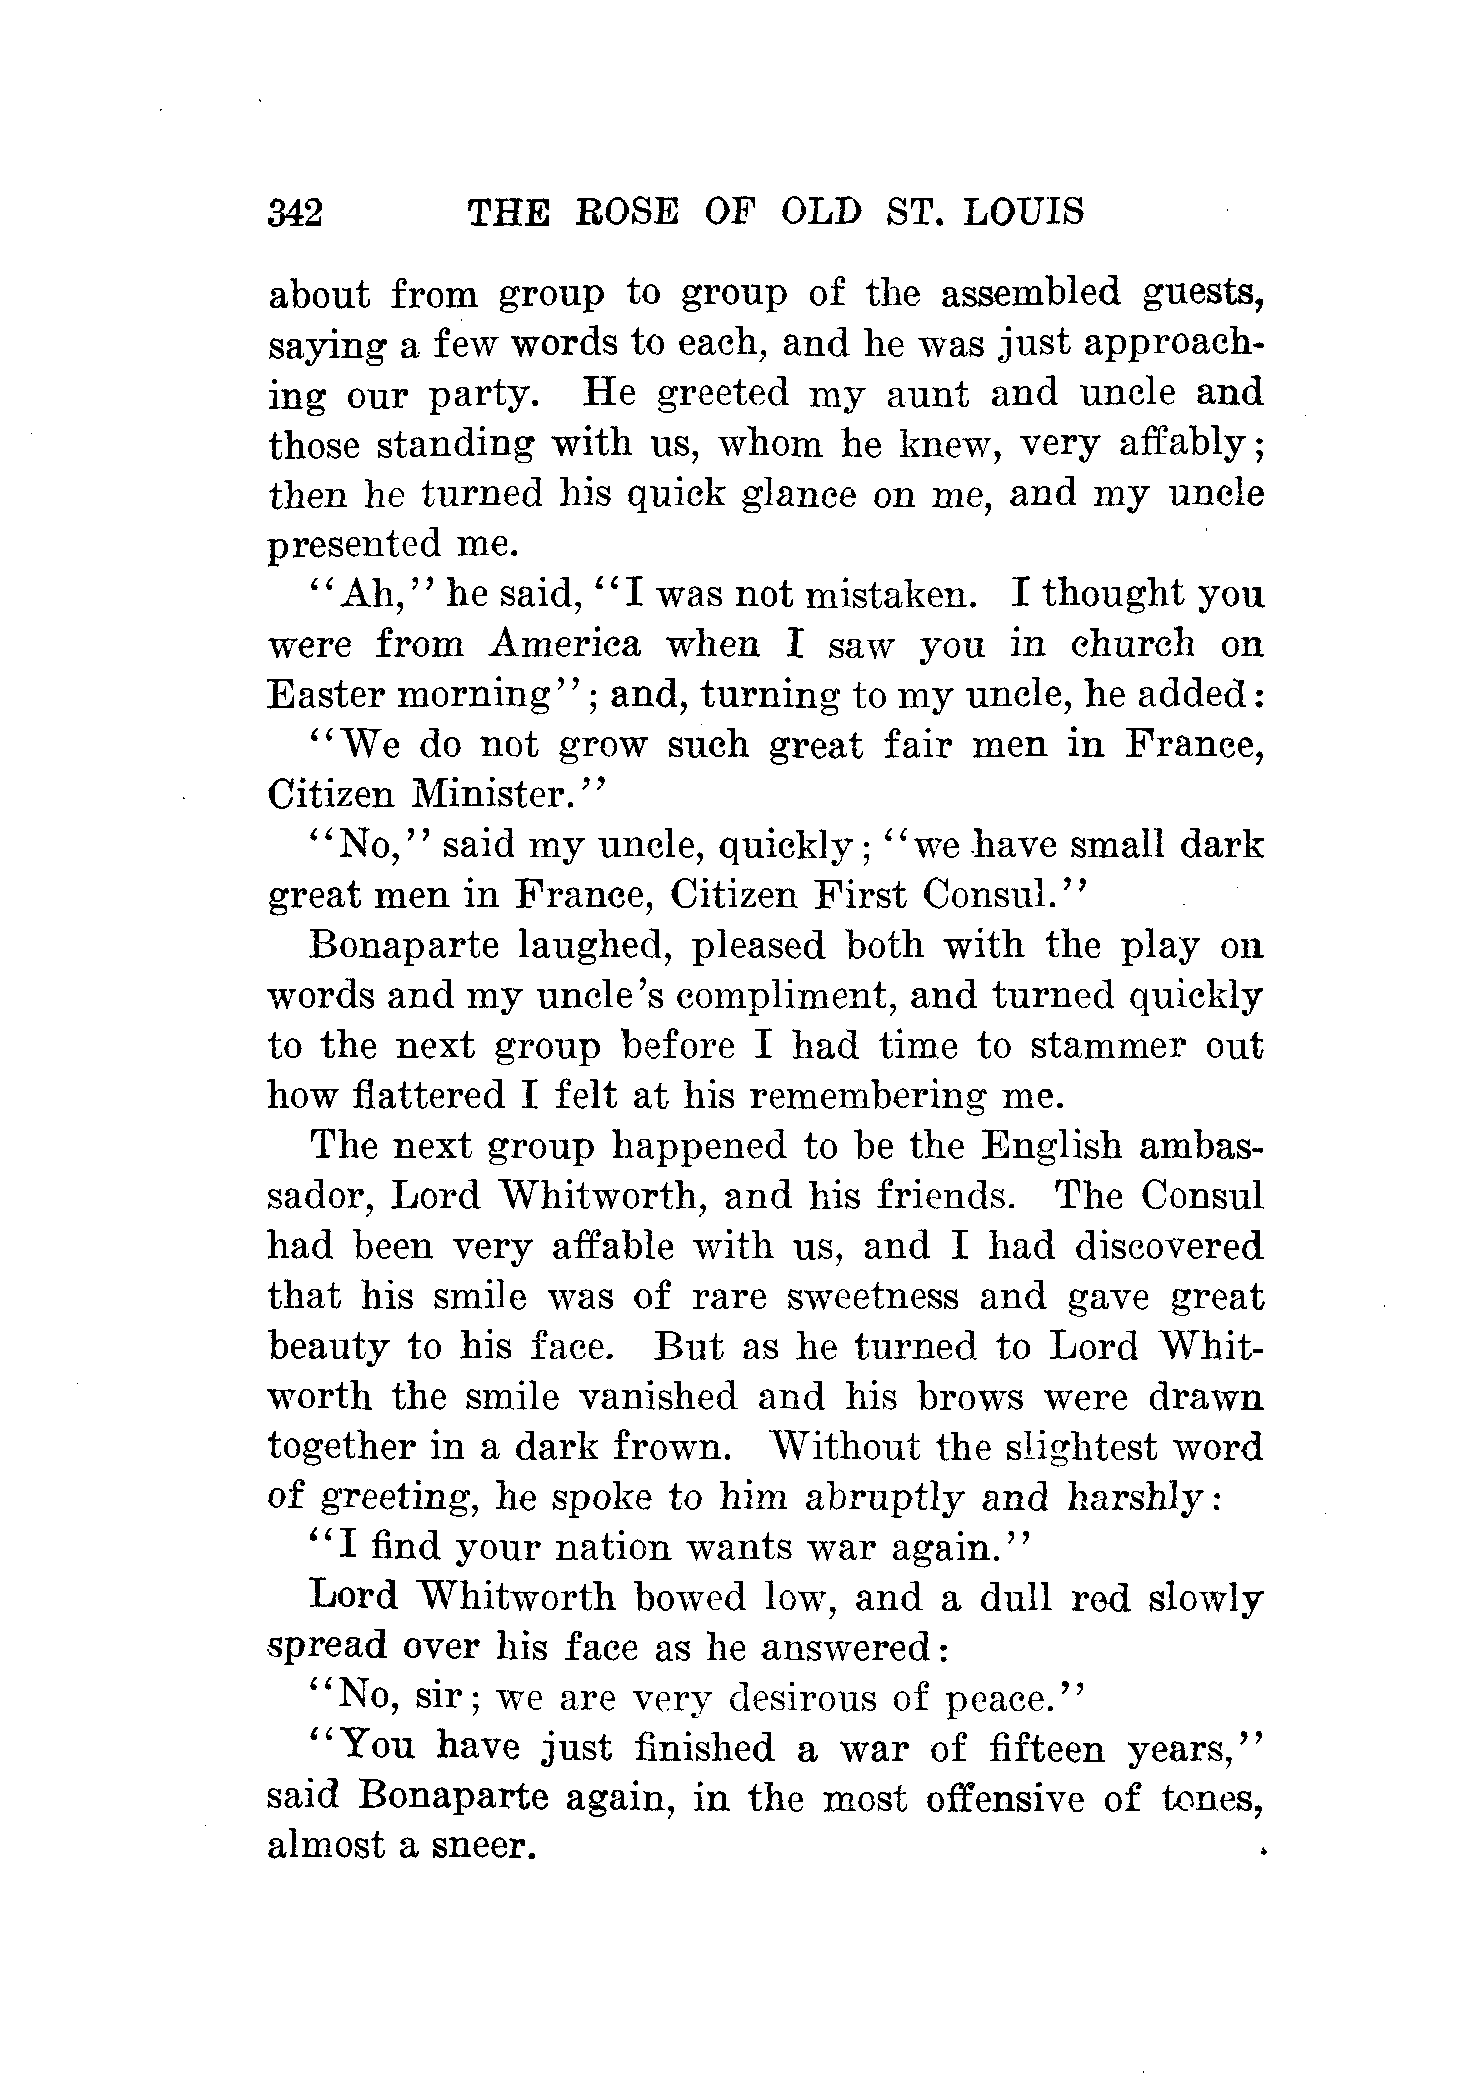 342 THE ROSE OF OLD ST. LOUIS
about from group to group of the assembled guests,
saying a few words to each, and he was just approach-
ing our party. He greeted my aunt and uncle and
those standing with us, whom he knew, very affably;
then he turned his quick glance on me, and my uncle
presented me.
"Ah," he said, "I was not mistaken. I thought you
were from America when I saw you in church on
Easter morning"; and, turning to my uncle, he added:
"We do not grow such great fair men in France,
Citizen Minister."
"No," said my uncle, quickly; "we have small dark
great men in France, Citizen First Consul."
Bonaparte laughed, pleased both with the play on
words and my uncle's compliment, and turned quickly
to the next group before I had time to stammer out
how flattered I felt at his remembering me.
The next group happened to be the English ambas-
sador, Lord Whitworth, and his friends. The Consul
had been very affable with us, and I had discovered
that his smile was of rare sweetness and gave great
beauty to his face. But as he turned to Lord Whit-
worth the smile vanished and his brows were drawn
together in a dark frown. Without the slightest word
of greeting, he spoke to him abruptly and harshly:
"I find your nation wants war again."
Lord Whitworth bowed low, and a dull red slowly
spread over his face as he answered:
"No, sir; we are very desirous of peace."
"You have just finished a war of fifteen years,"
said Bonaparte again, in the most offensive of tones,
almost a sneer.